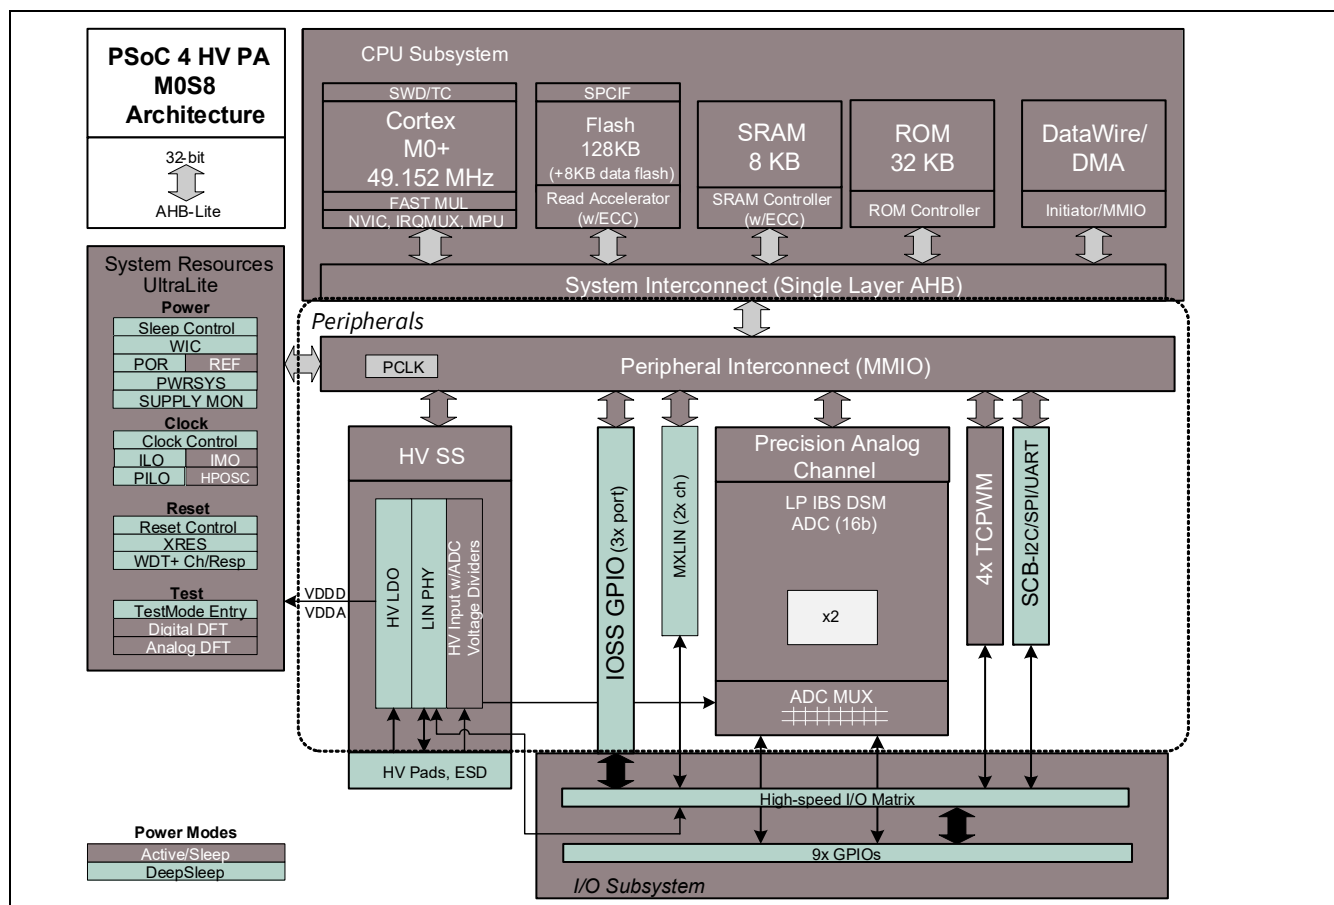 PSoC 4 HV PA
M0S8
Architecture
32-bit
AHB-Lite
CPU Subsystem
SWD/TC
Cortex
M0+
49.152 MHz
FAST MUL
NVIC, IRQMUX, MPU
SPCIF
Flash
128KB
(+8KB data flash)
Read Accelerator
(w/ECC)
SRAM
8 KB
SRAM Controller
(w/ECC)
ROM
32 KB
ROM Controller
DataWire/
DMA
Initiator/MMIO
System Interconnect (Single Layer AHB)
System Resources
UltraLite
Power
Sleep Control
WIC
POR
REF
PWRSYS
SUPPLY MON
Clock
Clock Control
ILO
IMO
PILO
HPOSC
Reset
Reset Control
XRES
WDT+ Ch/Resp
Test
TestMode Entry
Digital DFT
Analog DFT
Peripherals
PCLK
Peripheral Interconnect (MMIO)
HV SS
HV LDO
LIN PHY
HV Input w/ADC
Voltage Dividers
VDDD
VDDA
HV Pads, ESD
IOSS GPIO (3x port)
MXLIN (2x ch)
Precision Analog
Channel
LP IBS DSM
ADC (16b)
x2
ADC MUX
4x TCPWM
SCB-I2C/SPI/UART
High-speed I/O Matrix
9x GPIOs
I/O Subsystem
Power Modes
Active/Sleep
DeepSleep